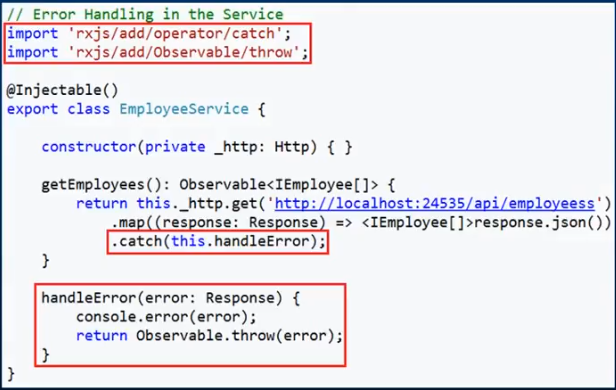 // Error Handling in the Service
import 'rxjs/add/operator/catch';
import 'rxjs/add/Observable/throw';
@Injectable()
export class EmployeeService {
constructor(private _http: Http) { }
getEmployees(): Observable<IEmployee[]> {
return this._http.get('http://localhost:24535/api/employeess')
.map((response: Response) => <IEmployee[]>response.json())
.catch(this.handleError);
}
handleError(error: Response) {
console.error(error);
return Observable.throw(error);
}
}